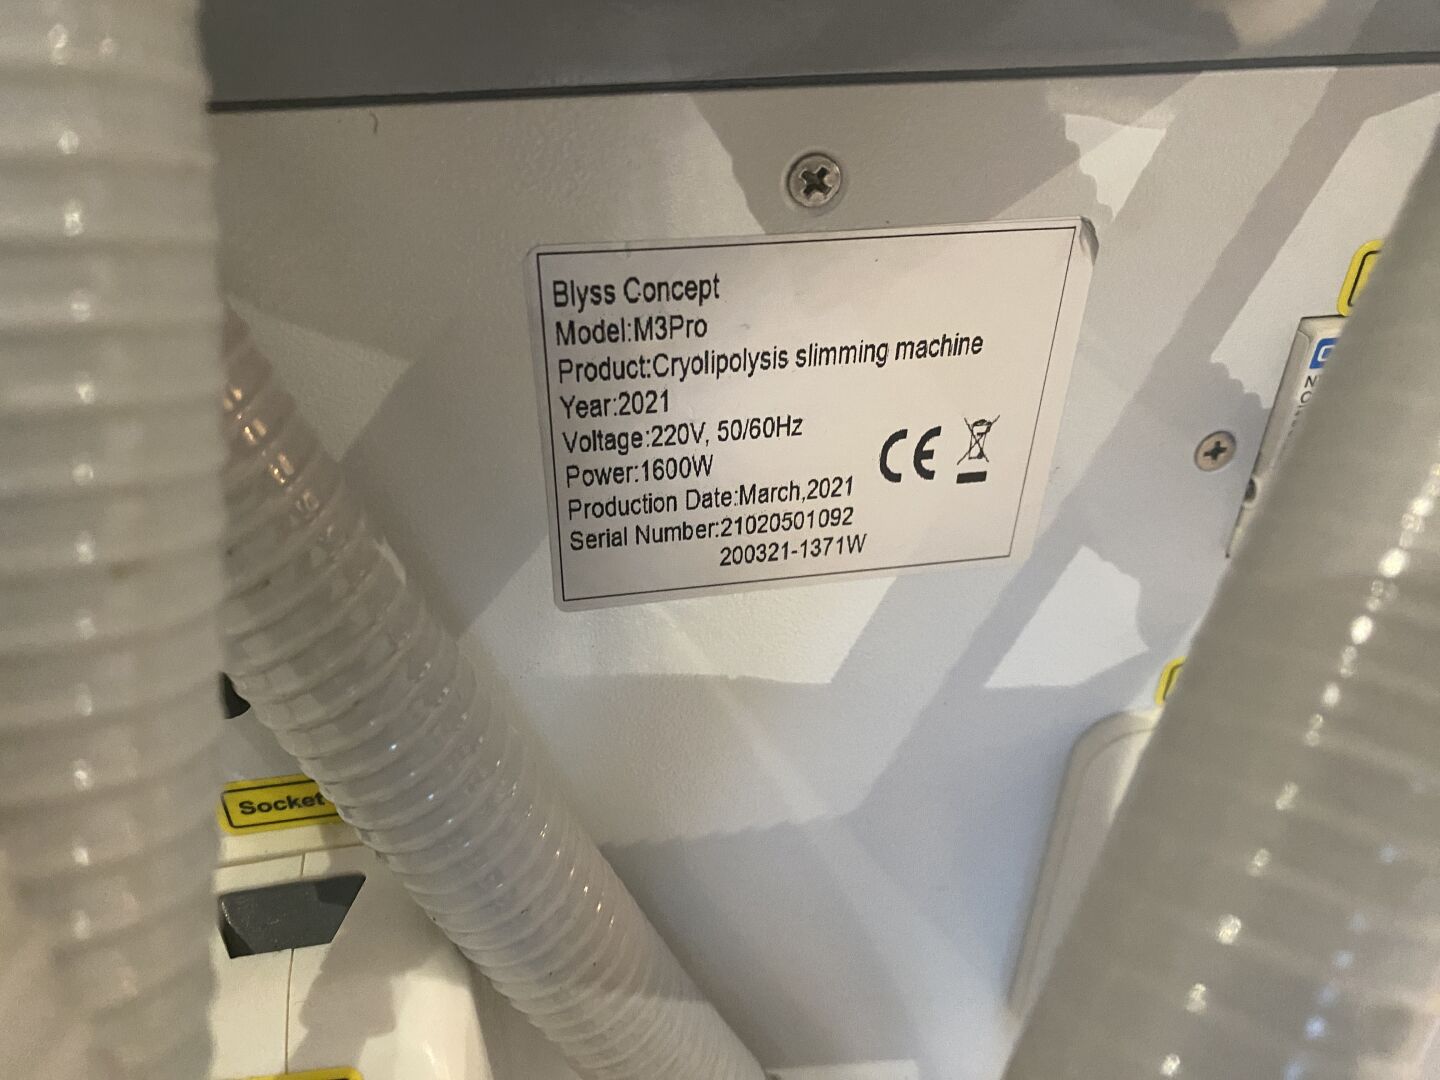 Blyss Concept
Model:M3Pro
Product:Cryolipolysis slimming machine
Year:2021
Voltage:220V, 50/60Hz
Power:1600W
Production Date:March,2021
Serial Number:21020501092
200321-1371W
CE
Socket